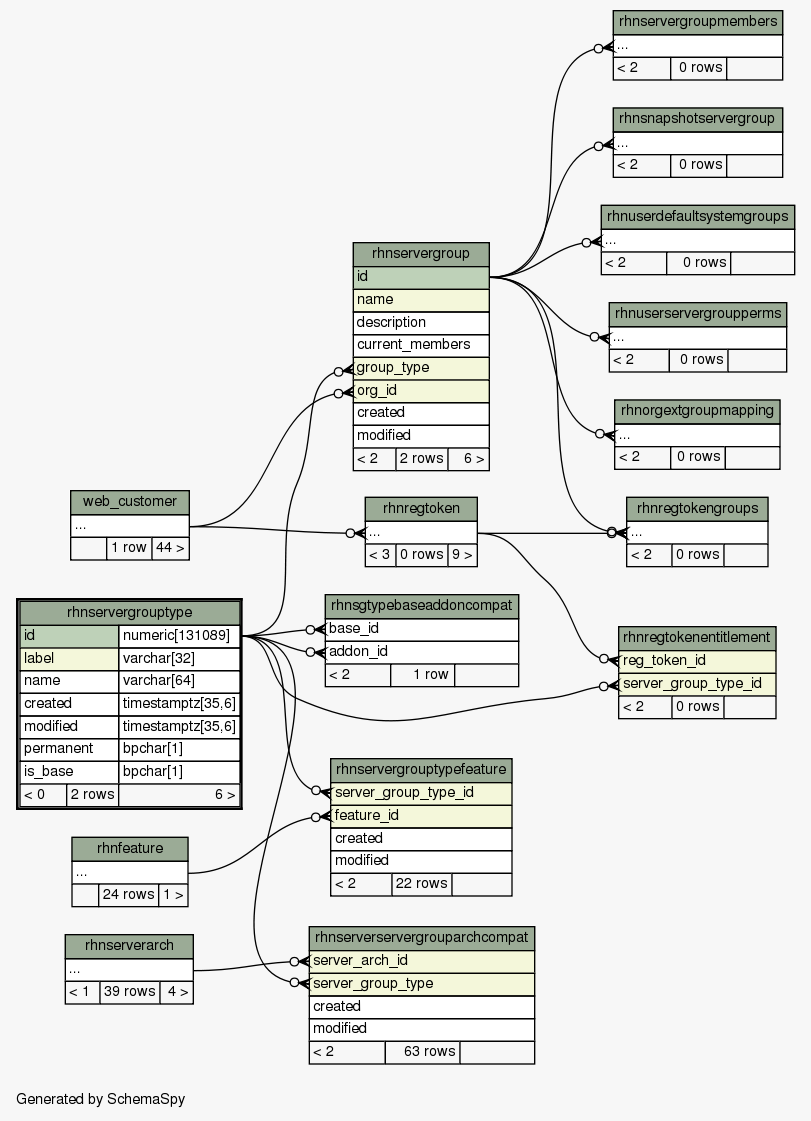 rhnservergroupmembers
...
< 2 0 rows
rhnsnapshotservergroup
...
< 2 0 rows
rhnuserdefaultsystemgroups
...
< 2 0 rows
rhnservergroup
id
name
description
current_members
group_type
org_id
created
modified
< 2 2 rows 6 >
rhnuserservergroupperms
...
< 2 0 rows
rhnorgextgroupmapping
...
< 2 0 rows
web_customer
...
1 row 44 >
rhnregtoken
...
< 3 0 rows 9 >
rhnregtokengroups
...
< 2 0 rows
rhnservergrouptype
id numeric[131089]
label varchar[32]
name varchar[64]
created timestamptz[35,6]
modified timestamptz[35,6]
permanent bpchar[1]
is_base bpchar[1]
< 0 2 rows 6 >
rhnsgtypebaseaddoncompat
base_id
addon_id
< 2 1 row
rhnregtokenentitlement
reg_token_id
server_group_type_id
< 2 0 rows
rhnservergrouptypefeature
server_group_type_id
feature_id
created
modified
< 2 22 rows
rhnfeature
...
24 rows 1 >
rhnserverarch
...
< 1 39 rows 4 >
rhnserverservergrouparchcompat
server_arch_id
server_group_type
created
modified
< 2 63 rows
Generated by SchemaSpy